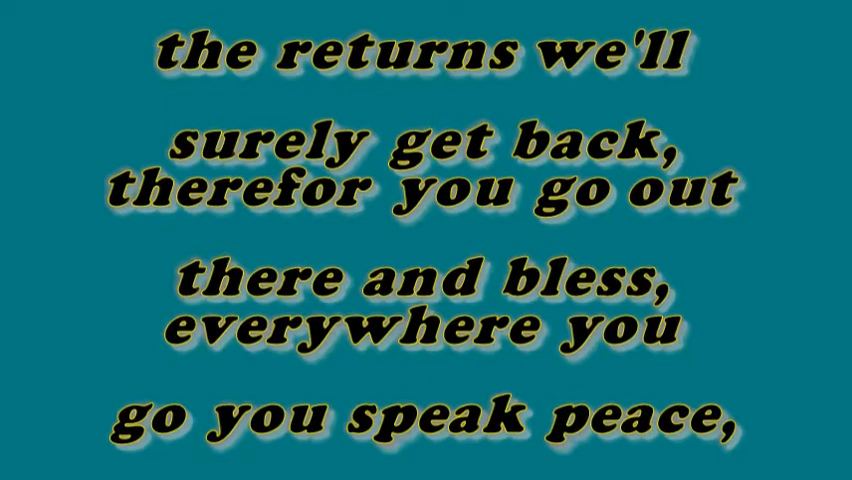 the returns we'll
surely get back,
therefor you go out
there and bless,
everywhere you
go you speak peace,